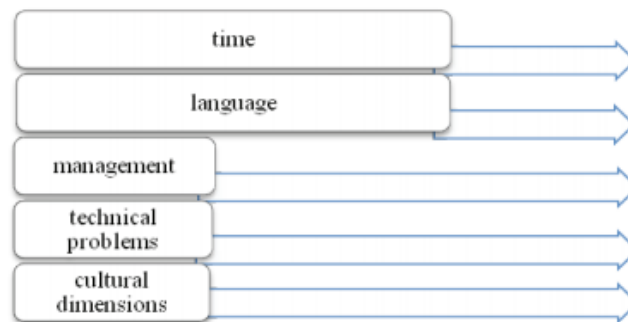 time
language
management
technical
problems
cultural
dimensions